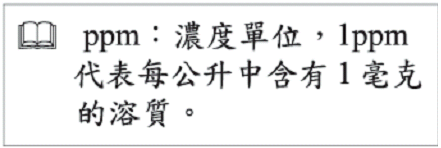 ppm：濃度單位，1ppm
代表每公升中含有 1 毫克
的溶質。